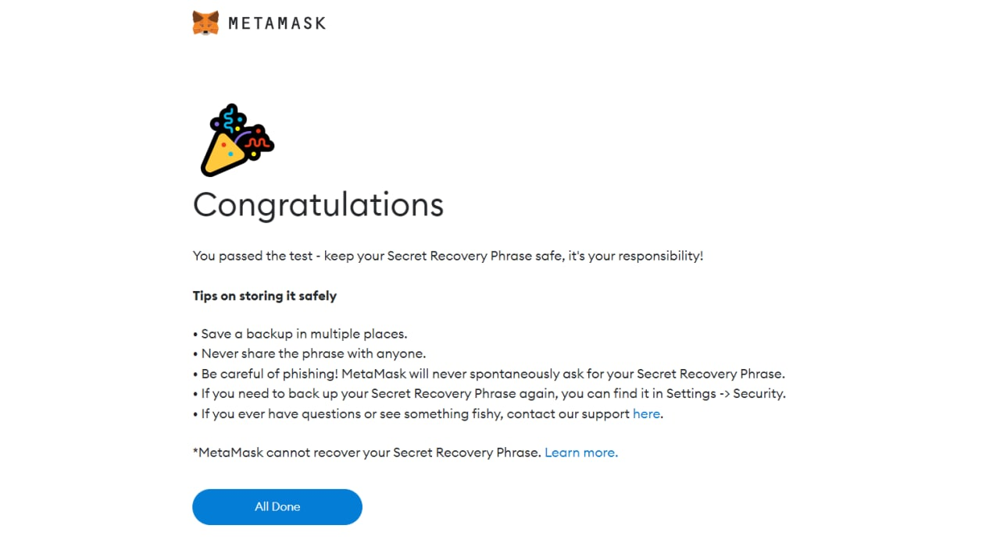 METAMASK
Congratulations
You passed the test - keep your Secret Recovery Phrase safe, it's your responsibility!
Tips on storing it safely
• Save a backup in multiple places.
• Never share the phrase with anyone.
• Be careful of phishing! MetaMask will never spontaneously ask for your Secret Recovery Phrase.
• If you need to back up your Secret Recovery Phrase again, you can find it in Settings -> Security.
• If you ever have questions or see something fishy, contact our support here.
*MetaMask cannot recover your Secret Recovery Phrase. Learn more.
All Done